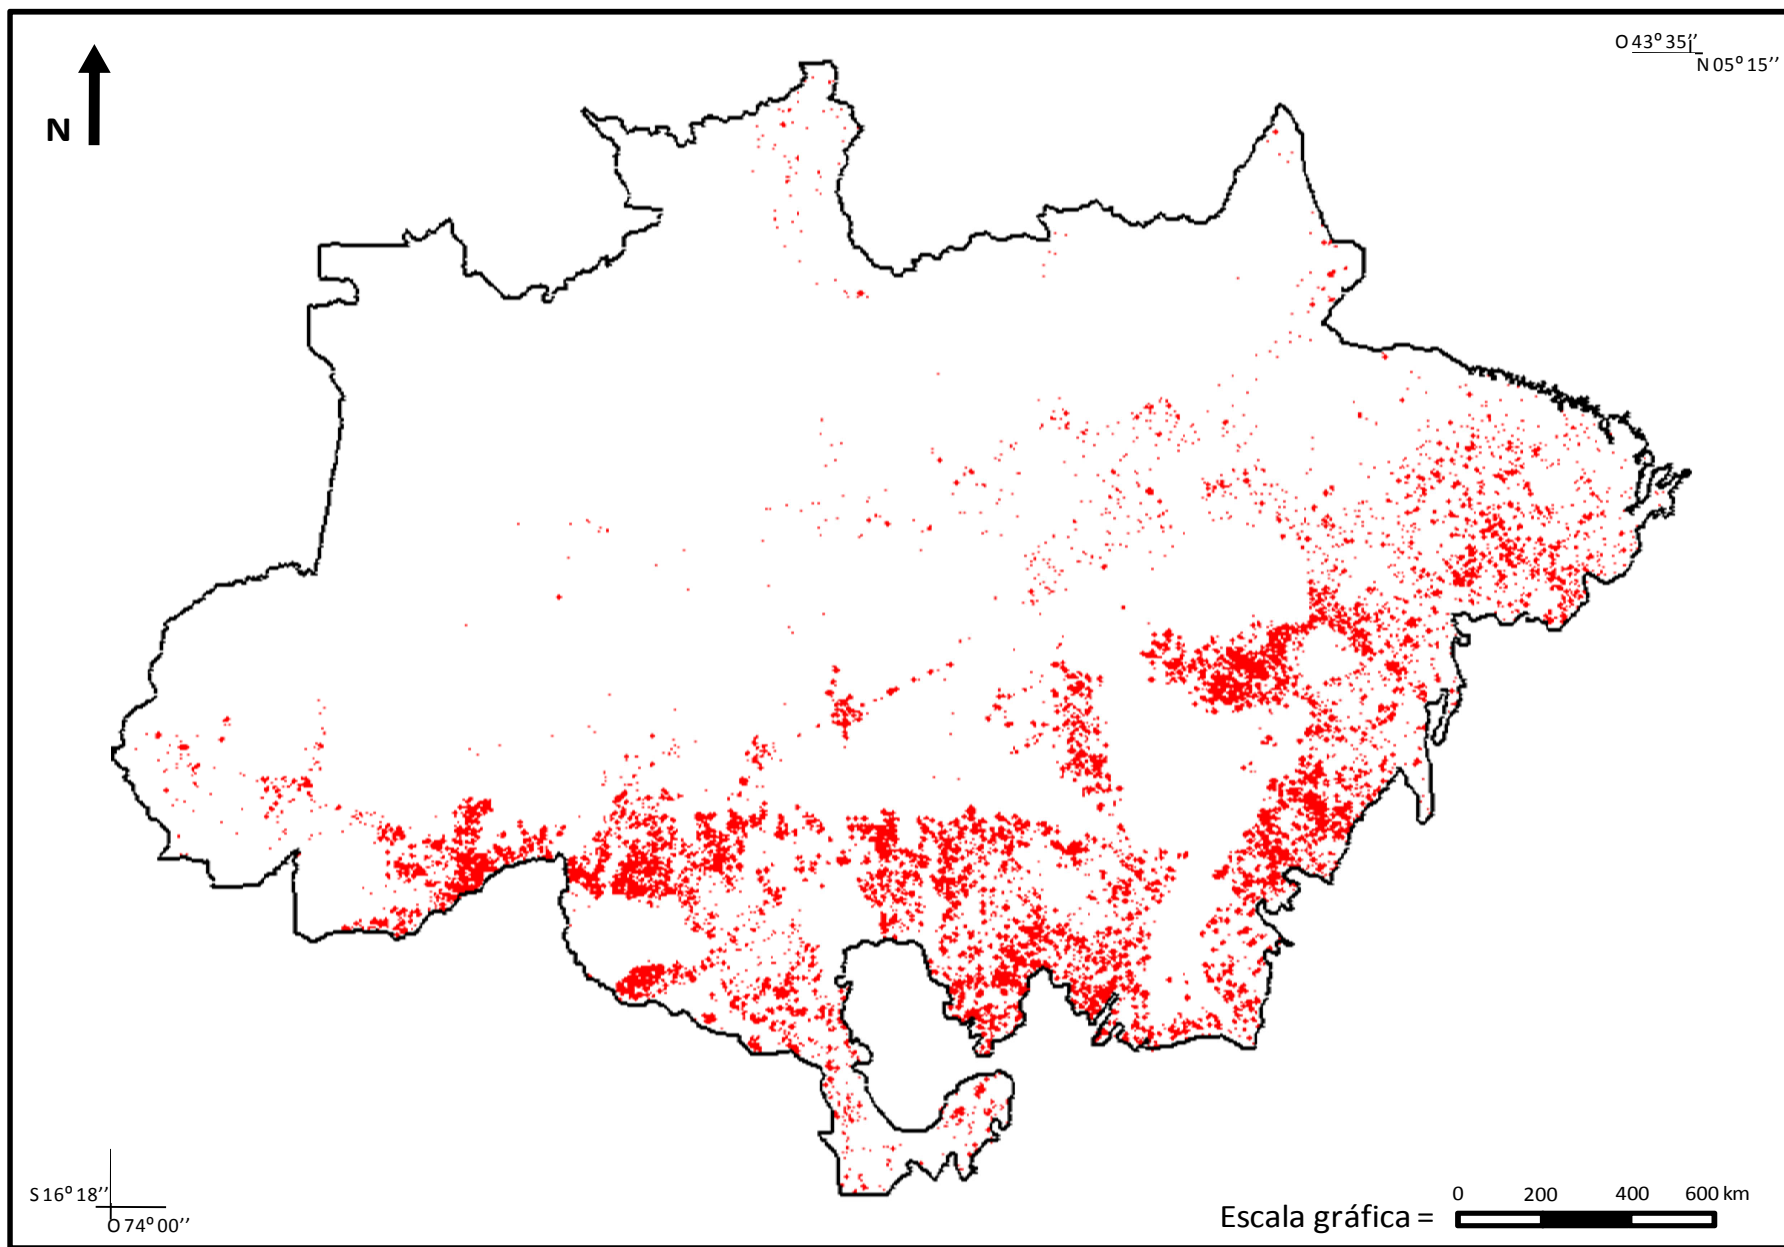 O 43° 35'
N 05° 15''
N
S 16° 18''
O 74° 00''
0 200 400 600 km
Escala gráfica =